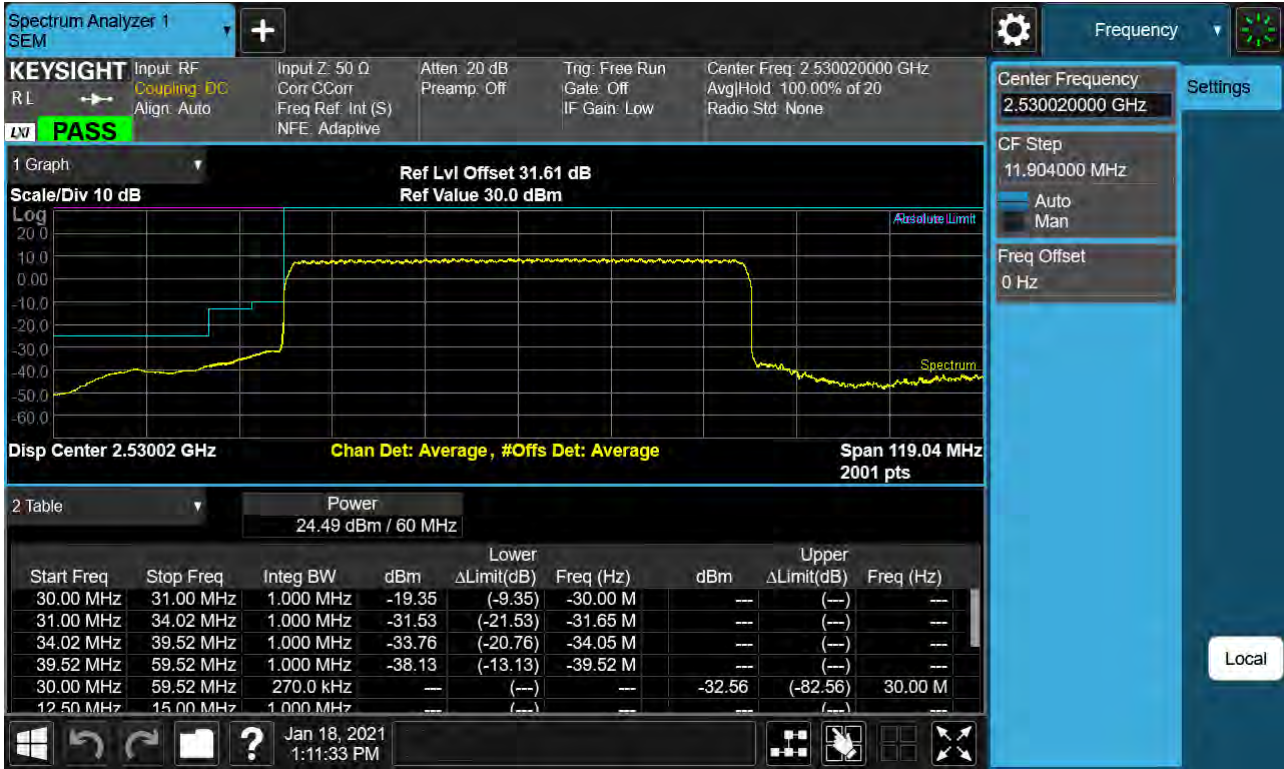 Spectrum Analyzer 1
SEM
Frequency
KEYSIGHT
RL
LXI
PASS
Input: RF
Coupling: DC
Align: Auto
Input Z: 50 Ω
Corr CCorr
Freq Ref: Int (S)
NFE: Adaptive
Atten: 20 dB
Preamp: Off
Trig: Free Run
Gate: Off
IF Gain: Low
Center Freq: 2.530020000 GHz
Avg|Hold: 100.00% of 20
Radio Std: None
Center Frequency
2.530020000 GHz
Settings
CF Step
11.904000 MHz
Auto
Man
Freq Offset
0 Hz
Local
1 Graph
Scale/Div 10 dB
Ref Lvl Offset 31.61 dB
Ref Value 30.0 dBm
Log
20.0
10.0
0.00
-10.0
-20.0
-30.0
-40.0
-50.0
-60.0
Absolute Limit
Spectrum
Disp Center 2.53002 GHz
Chan Det: Average, #Offs Det: Average
Span 119.04 MHz
2001 pts
2 Table
Power
24.49 dBm / 60 MHz
Lower Upper
Start Freq Stop Freq Integ BW dBm ΔLimit(dB) Freq (Hz) dBm ΔLimit(dB) Freq (Hz)
30.00 MHz 31.00 MHz 1.000 MHz -19.35 (-9.35) -30.00 M --- (---) ---
31.00 MHz 34.02 MHz 1.000 MHz -31.53 (-21.53) -31.65 M --- (---) ---
34.02 MHz 39.52 MHz 1.000 MHz -33.76 (-20.76) -34.05 M --- (---) ---
39.52 MHz 59.52 MHz 1.000 MHz -38.13 (-13.13) -39.52 M --- (---) ---
30.00 MHz 59.52 MHz 270.0 kHz --- (---) --- -32.56 (-82.56) 30.00 M
12.50 MHz 15.00 MHz 1.000 MHz --- (---) --- --- (---) ---
Jan 18, 2021
1:11:33 PM